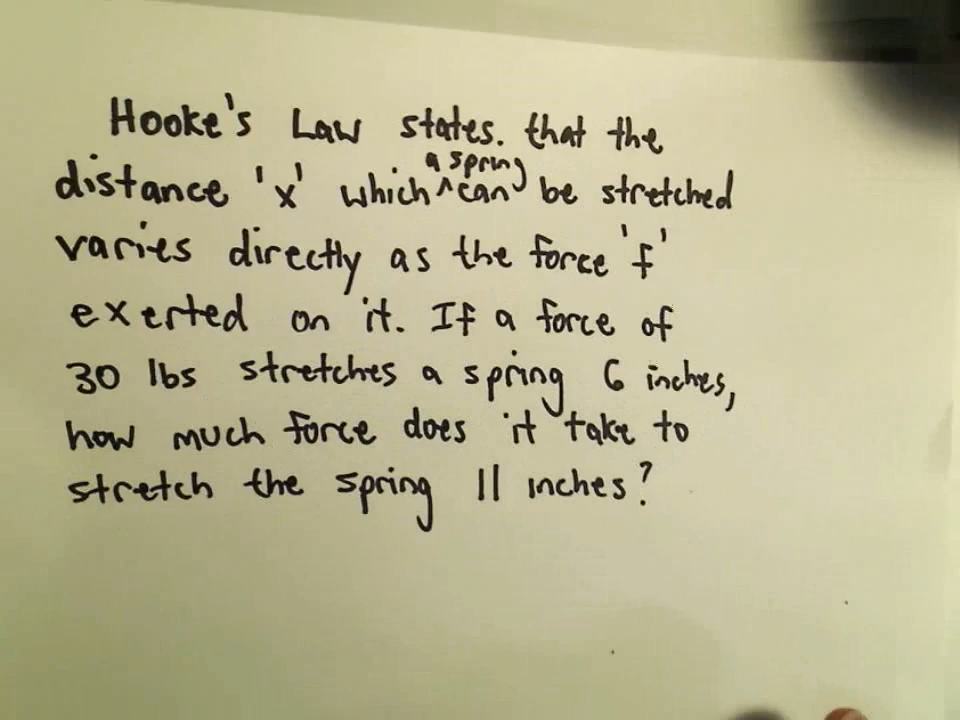 Hooke's Law states. that the
distance 'x' which ^ a spring can be stretched
varies directly as the force 'f'
exerted on it. If a force of
30 lbs stretches a spring 6 inches,
how much force does it take to
stretch the spring 11 inches?